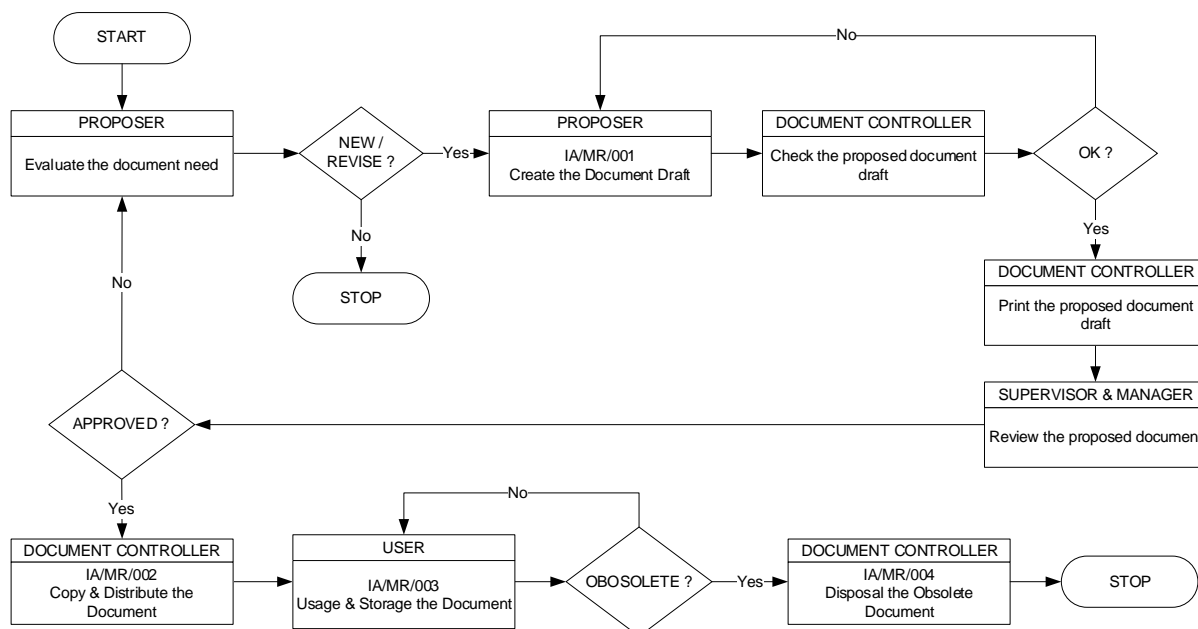 START
No
PROPOSER
Evaluate the document need
NEW /
REVISE ?
Yes
PROPOSER
IA/MR/001
Create the Document Draft
DOCUMENT CONTROLLER
Check the proposed document
draft
OK ?
No
STOP
Yes
DOCUMENT CONTROLLER
Print the proposed document
draft
No
SUPERVISOR & MANAGER
Review the proposed document
APPROVED ?
Yes
DOCUMENT CONTROLLER
IA/MR/002
Copy & Distribute the
Document
No
USER
IA/MR/003
Usage & Storage the Document
OBOSOLETE ?
Yes
DOCUMENT CONTROLLER
IA/MR/004
Disposal the Obsolete
Document
STOP